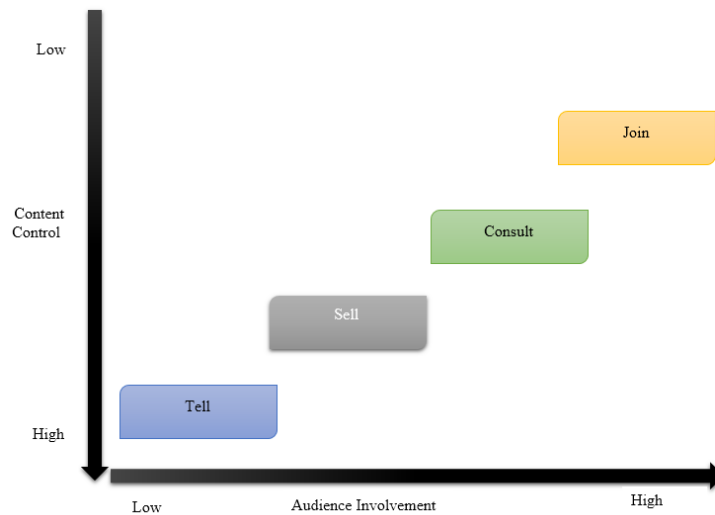 Low
Join
Content
Control
Consult
Sell
Tell
High
Low
Audience Involvement
High